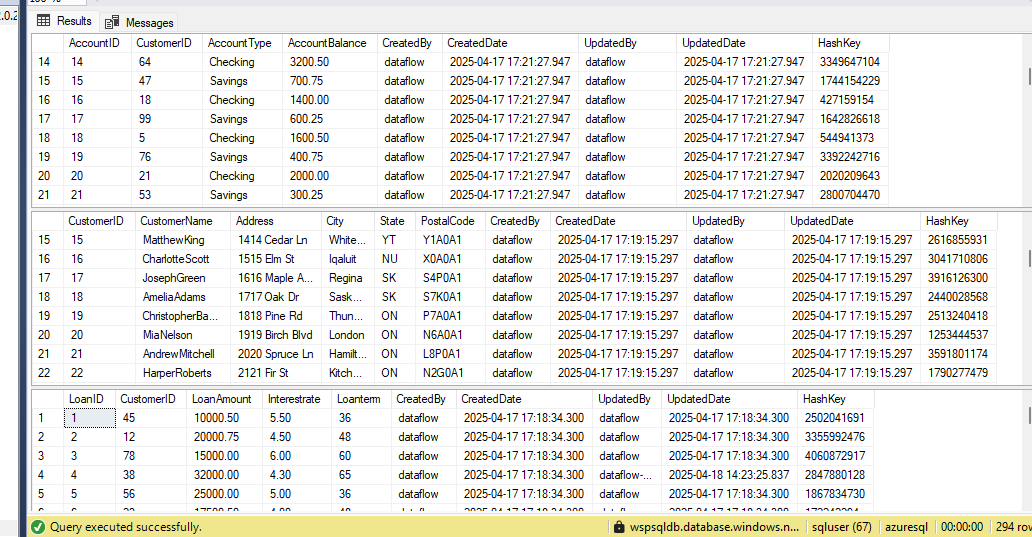 2.0.2
Results Messages
AccountID CustomerID AccountType AccountBalance CreatedBy CreatedDate UpdatedBy UpdatedDate HashKey
14 14 64 Checking 3200.50 dataflow 2025-04-17 17:21:27.947 dataflow 2025-04-17 17:21:27.947 3349647104
15 15 47 Savings 700.75 dataflow 2025-04-17 17:21:27.947 dataflow 2025-04-17 17:21:27.947 1744154229
16 16 18 Checking 1400.00 dataflow 2025-04-17 17:21:27.947 dataflow 2025-04-17 17:21:27.947 427159154
17 17 99 Savings 600.25 dataflow 2025-04-17 17:21:27.947 dataflow 2025-04-17 17:21:27.947 1642826618
18 18 5 Checking 1600.50 dataflow 2025-04-17 17:21:27.947 dataflow 2025-04-17 17:21:27.947 544941373
19 19 76 Savings 400.75 dataflow 2025-04-17 17:21:27.947 dataflow 2025-04-17 17:21:27.947 3392242716
20 20 21 Checking 2000.00 dataflow 2025-04-17 17:21:27.947 dataflow 2025-04-17 17:21:27.947 2020209643
21 21 53 Savings 300.25 dataflow 2025-04-17 17:21:27.947 dataflow 2025-04-17 17:21:27.947 2800704470
CustomerID CustomerName Address City State PostalCode CreatedBy CreatedDate UpdatedBy UpdatedDate HashKey
15 15 MatthewKing 1414 Cedar Ln White... YT Y1A0A1 dataflow 2025-04-17 17:19:15.297 dataflow 2025-04-17 17:19:15.297 2616855931
16 16 CharlotteScott 1515 Elm St Iqaluit NU X0A0A1 dataflow 2025-04-17 17:19:15.297 dataflow 2025-04-17 17:19:15.297 3041710806
17 17 JosephGreen 1616 Maple A... Regina SK S4P0A1 dataflow 2025-04-17 17:19:15.297 dataflow 2025-04-17 17:19:15.297 3916126300
18 18 AmeliaAdams 1717 Oak Dr Sask... SK S7K0A1 dataflow 2025-04-17 17:19:15.297 dataflow 2025-04-17 17:19:15.297 2440028568
19 19 ChristopherBa... 1818 Pine Rd Thun... ON P7A0A1 dataflow 2025-04-17 17:19:15.297 dataflow 2025-04-17 17:19:15.297 2513240418
20 20 MiaNelson 1919 Birch Blvd London ON N6A0A1 dataflow 2025-04-17 17:19:15.297 dataflow 2025-04-17 17:19:15.297 1253444537
21 21 AndrewMitchell 2020 Spruce Ln Hamilt... ON L8P0A1 dataflow 2025-04-17 17:19:15.297 dataflow 2025-04-17 17:19:15.297 3591801174
22 22 HarperRoberts 2121 Fir St Kitch... ON N2G0A1 dataflow 2025-04-17 17:19:15.297 dataflow 2025-04-17 17:19:15.297 1790277479
LoanID CustomerID LoanAmount Interestrate Loanterm CreatedBy CreatedDate UpdatedBy UpdatedDate HashKey
1 1 45 10000.50 5.50 36 dataflow 2025-04-17 17:18:34.300 dataflow 2025-04-17 17:18:34.300 2502041691
2 2 12 20000.75 4.50 48 dataflow 2025-04-17 17:18:34.300 dataflow 2025-04-17 17:18:34.300 3355992476
3 3 78 15000.00 6.00 60 dataflow 2025-04-17 17:18:34.300 dataflow 2025-04-17 17:18:34.300 4060872917
4 4 38 32000.00 4.30 65 dataflow 2025-04-17 17:18:34.300 dataflow-... 2025-04-18 14:23:25.837 2847880128
5 5 56 25000.00 5.00 36 dataflow 2025-04-17 17:18:34.300 dataflow 2025-04-17 17:18:34.300 1867834730
Query executed successfully. wspsqldb.database.windows.n... sqluser (67) azuresql 00:00:00 294 row